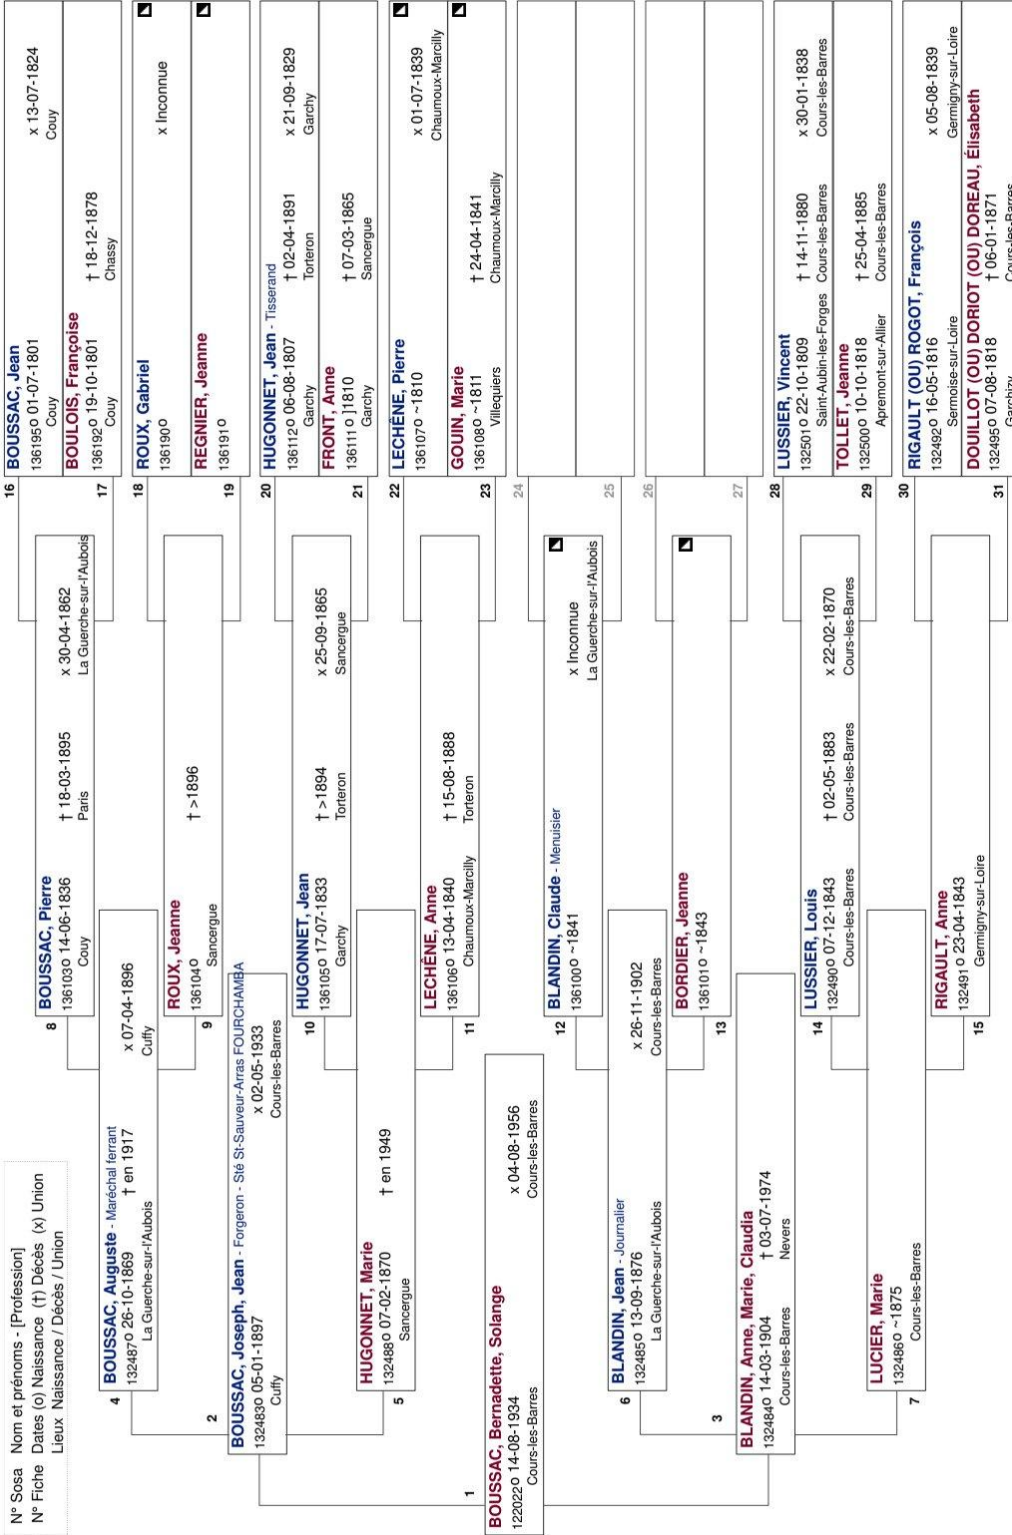 N° Sosa Nom et prénoms - [Profession]
N° Fiche Dates (o) Naissance (†) Décès (x) Union
Lieux Naissance / Décès / Union
1
BOUSSAC, Bernadette, Solange
122022o 14-08-1934 x 04-08-1956
Cours-les-Barres Cours-les-Barres
2
BOUSSAC, Joseph, Jean - Forgeron - Sté St-Sauveur-Arras FOURCHAMBA
132483o 05-01-1897 x 02-05-1933
Cuffy Cours-les-Barres
3
BLANDIN, Anne, Marie, Claudia
132484o 14-03-1904 † 03-07-1974
Cours-les-Barres Nevers
4
BOUSSAC, Auguste - Maréchal ferrant
132487o 26-10-1869 † en 1917 x 07-04-1896
La Guerche-sur-l'Aubois Cuffy
5
HUGONNET, Marie
132488o 07-02-1870 † en 1949
Sancergue
6
BLANDIN, Jean - Journalier
132485o 13-09-1876 x 26-11-1902
La Guerche-sur-l'Aubois Cours-les-Barres
7
LUCIER, Marie
132486o ~1875
Cours-les-Barres
8
BOUSSAC, Pierre
136103o 14-06-1836 † 18-03-1895 x 30-04-1862
Couy Paris La Guerche-sur-l'Aubois
9
ROUX, Jeanne
136104o † >1896
Sancergue
10
HUGONNET, Jean
136105o 17-07-1833 † >1894 x 25-09-1865
Garchy Torteron Sancergue
11
LECHÊNE, Anne
136106o 13-04-1840 † 15-08-1888
Chaumoux-Marcilly Torteron
12
BLANDIN, Claude - Menuisier
136100o ~1841 x Inconnue
La Guerche-sur-l'Aubois
13
BORDIER, Jeanne
136101o ~1843
14
LUSSIER, Louis
132490o 07-12-1843 † 02-05-1883 x 22-02-1870
Cours-les-Barres Cours-les-Barres Cours-les-Barres
15
RIGAULT, Anne
132491o 23-04-1843
Germigny-sur-Loire
16
BOUSSAC, Jean
136195o 01-07-1801 x 13-07-1824
Couy Couy
17
BOULOIS, Françoise
136192o 19-10-1801 † 18-12-1878
Couy Chassy
18
ROUX, Gabriel
136190o x Inconnue
19
REGNIER, Jeanne
136191o
20
HUGONNET, Jean - Tisserand
136112o 06-08-1807 † 02-04-1891 x 21-09-1829
Garchy Torteron Garchy
21
FRONT, Anne
136111o ]1810 † 07-03-1865
Garchy Sancergue
22
LECHÊNE, Pierre
136107o ~1810 x 01-07-1839
Chaumoux-Marcilly
23
GOUIN, Marie
136108o ~1811 † 24-04-1841
Villequiers Chaumoux-Marcilly
24
25
26
27
28
LUSSIER, Vincent
132501o 22-10-1809 † 14-11-1880 x 30-01-1838
Saint-Aubin-les-Forges Cours-les-Barres Cours-les-Barres
29
TOLLET, Jeanne
132500o 10-10-1818 † 25-04-1885
Apremont-sur-Allier Cours-les-Barres
30
RIGAULT (OU) ROGOT, François
132492o 16-05-1816 x 05-08-1839
Sermoise-sur-Loire Germigny-sur-Loire
31
DOUILLOT (OU) DORIOT (OU) DOREAU, Élisabeth
132495o 07-08-1818 † 06-01-1871
Garchizy Cours-les-Barres